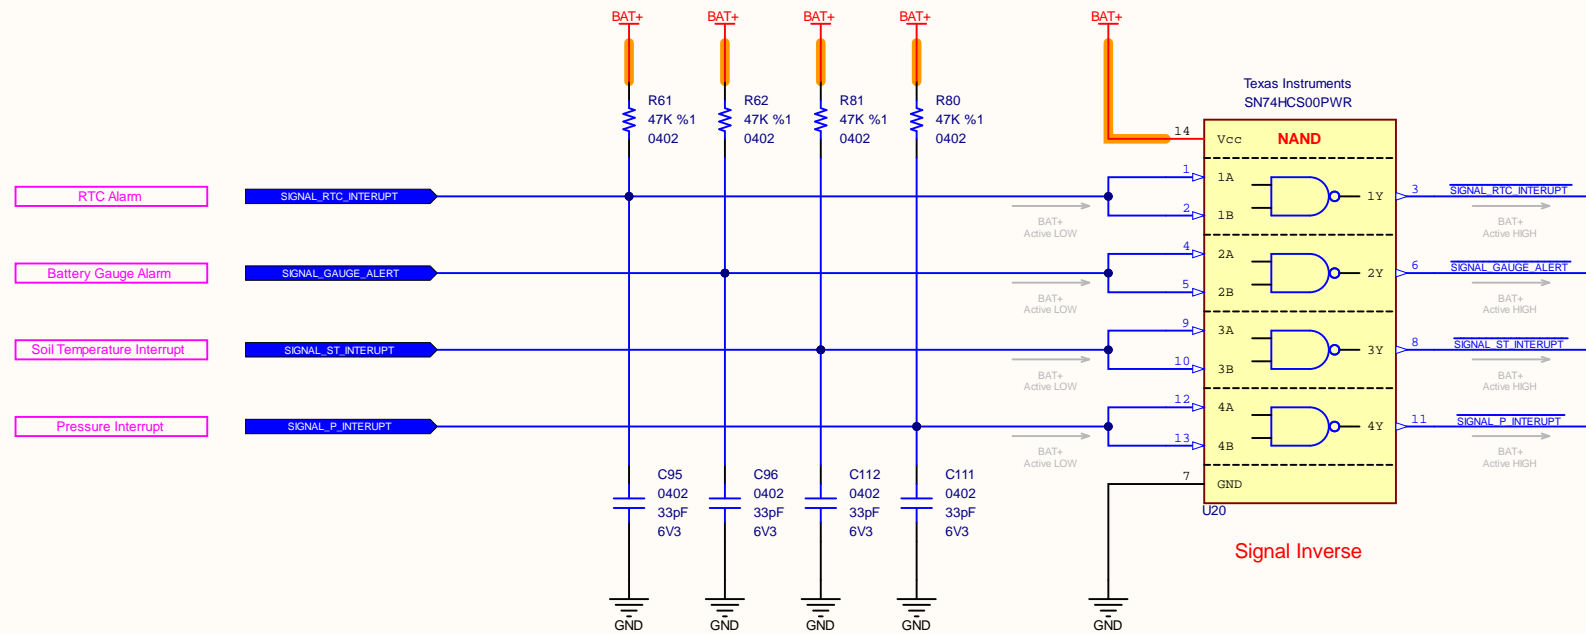 BAT+ BAT+ BAT+ BAT+ BAT+
Texas Instruments
SN74HCS00PWR
R61 R62 R81 R80
47K %1 47K %1 47K %1 47K %1
0402 0402 0402 0402
14 Vcc NAND
1 1A
RTC Alarm SIGNAL_RTC_INTERUPT 1Y 3 SIGNAL_RTC_INTERUPT
2 1B
BAT+ BAT+
Active LOW Active HIGH
4 2A
Battery Gauge Alarm SIGNAL_GAUGE_ALERT 2Y 6 SIGNAL_GAUGE_ALERT
5 2B
BAT+ BAT+
Active LOW Active HIGH
9 3A
Soil Temperature Interrupt SIGNAL_ST_INTERUPT 3Y 8 SIGNAL_ST_INTERUPT
10 3B
BAT+ BAT+
Active LOW Active HIGH
12 4A
Pressure Interrupt SIGNAL_P_INTERUPT 4Y 11 SIGNAL_P_INTERUPT
13 4B
BAT+ BAT+
Active LOW Active HIGH
C95 C96 C112 C111
0402 0402 0402 0402
33pF 33pF 33pF 33pF
6V3 6V3 6V3 6V3
7 GND
U20
Signal Inverse
GND GND GND GND GND